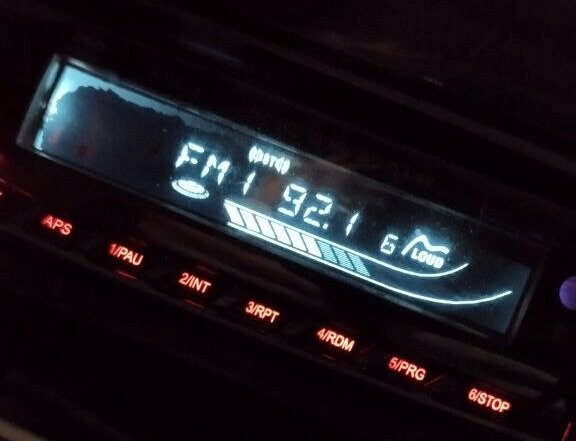 FM1 92.1 6
LOUD
APS 1/PAU 2/INT 3/RPT 4/RDM 5/PRG 6/STOP